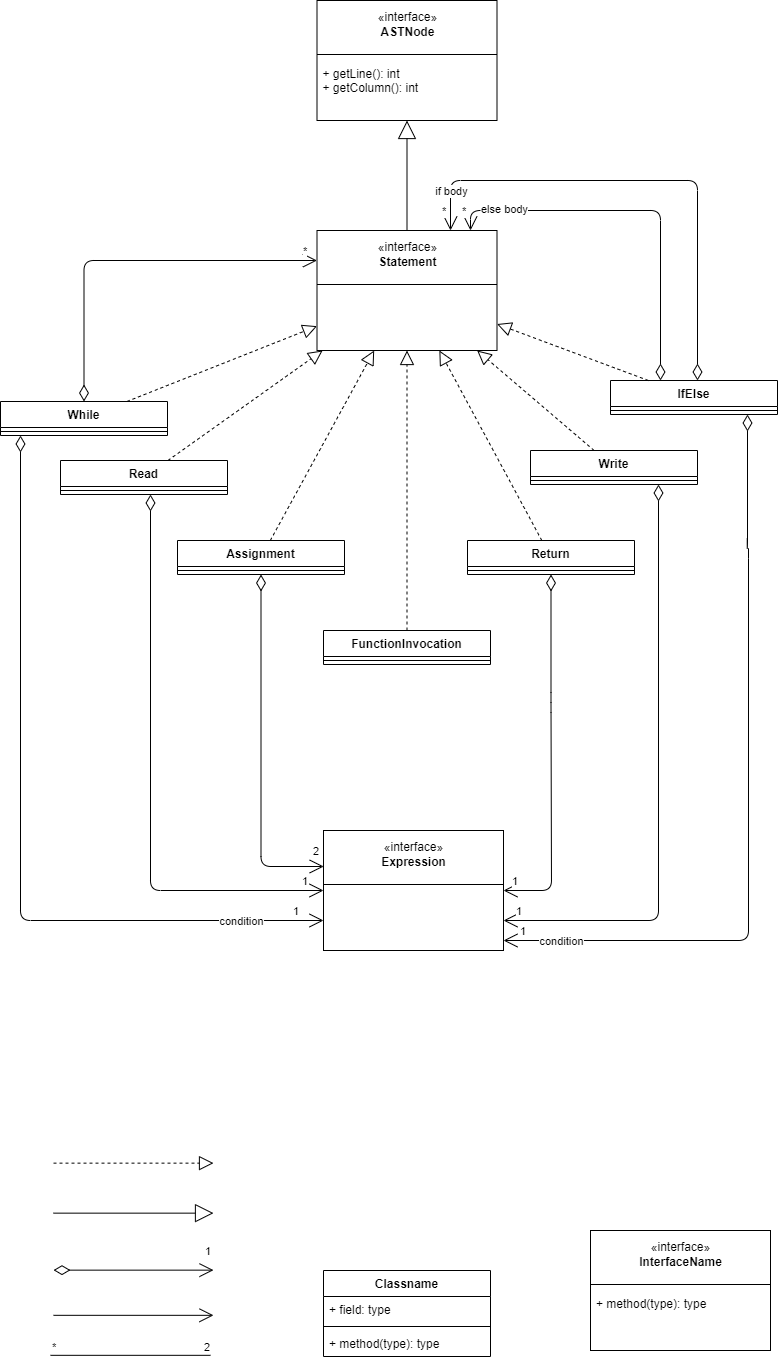 «interface»
ASTNode
+ getLine(): int
+ getColumn(): int
if body
* * else body
*
«interface»
Statement
IfElse
While
Write
Read
Assignment
Return
FunctionInvocation
«interface»
Expression
2
1
1
1
condition
1
1
condition
«interface»
InterfaceName
+ method(type): type
1
Classname
+ field: type
+ method(type): type
*
2